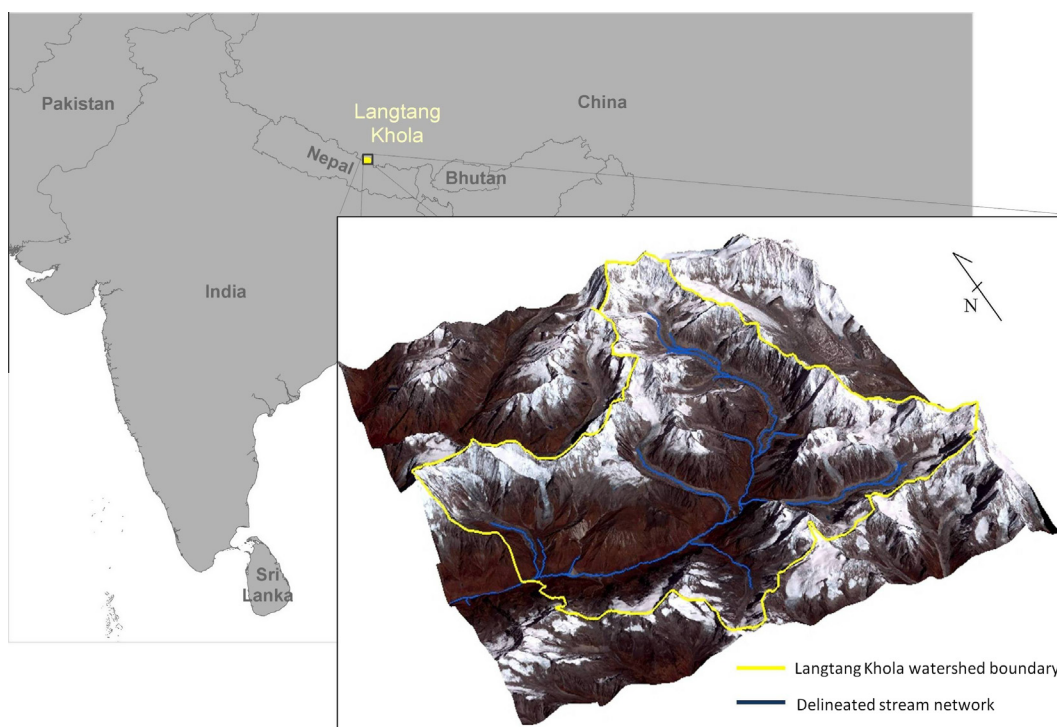 Pakistan
China
Langtang
Khola
Nepal
Bhutan
India
Sri
Lanka
N
Langtang Khola watershed boundary
Delineated stream network